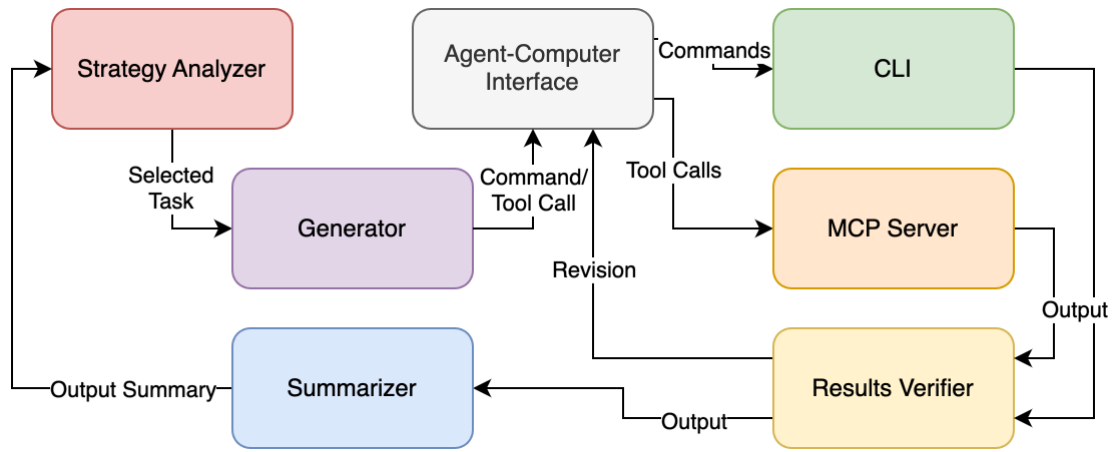 Strategy Analyzer
Agent-Computer
Interface
Commands
CLI
Selected
Task
Generator
Command/
Tool Call
Tool Calls
MCP Server
Revision
Output
Output Summary
Summarizer
Output
Results Verifier